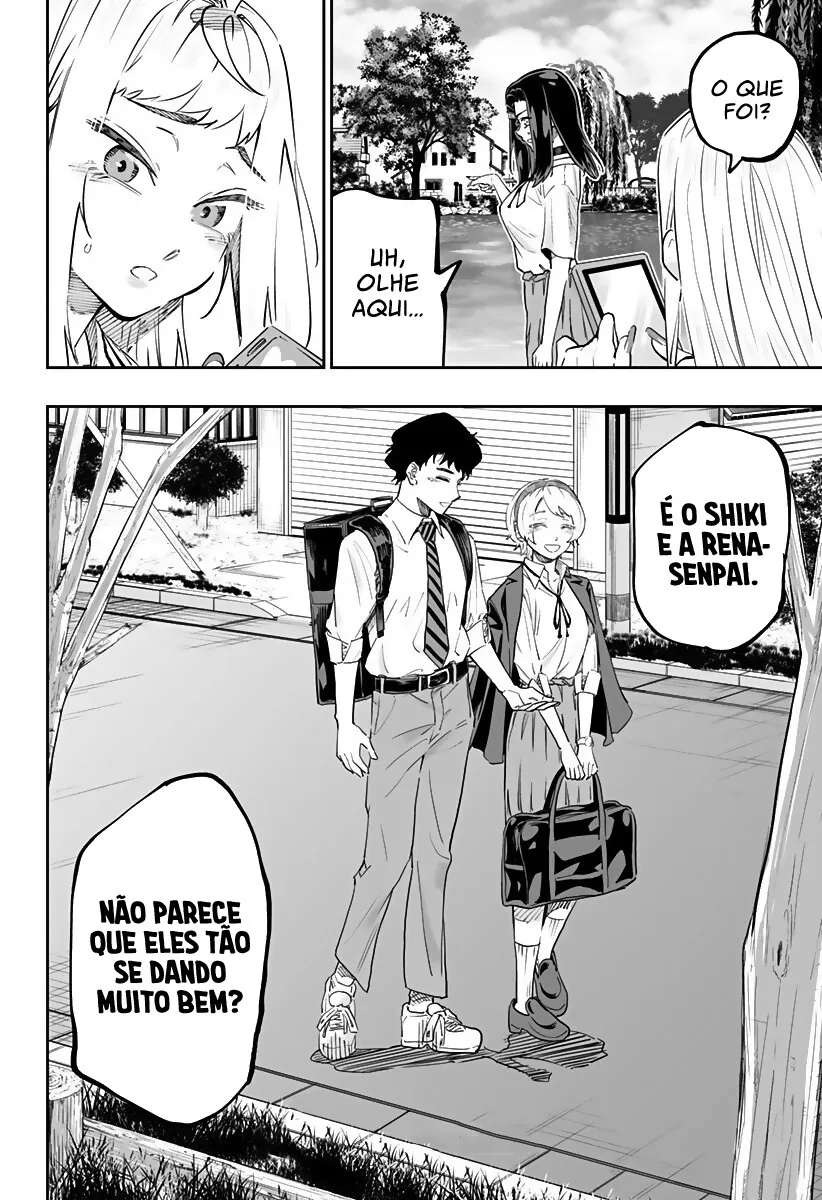 O QUE
FOI?
UH,
OLHE
AQUI...
É O SHIKI
E A RENA-
SENPAI.
NÃO PARECE
QUE ELES TÃO
SE DANDO
MUITO BEM?